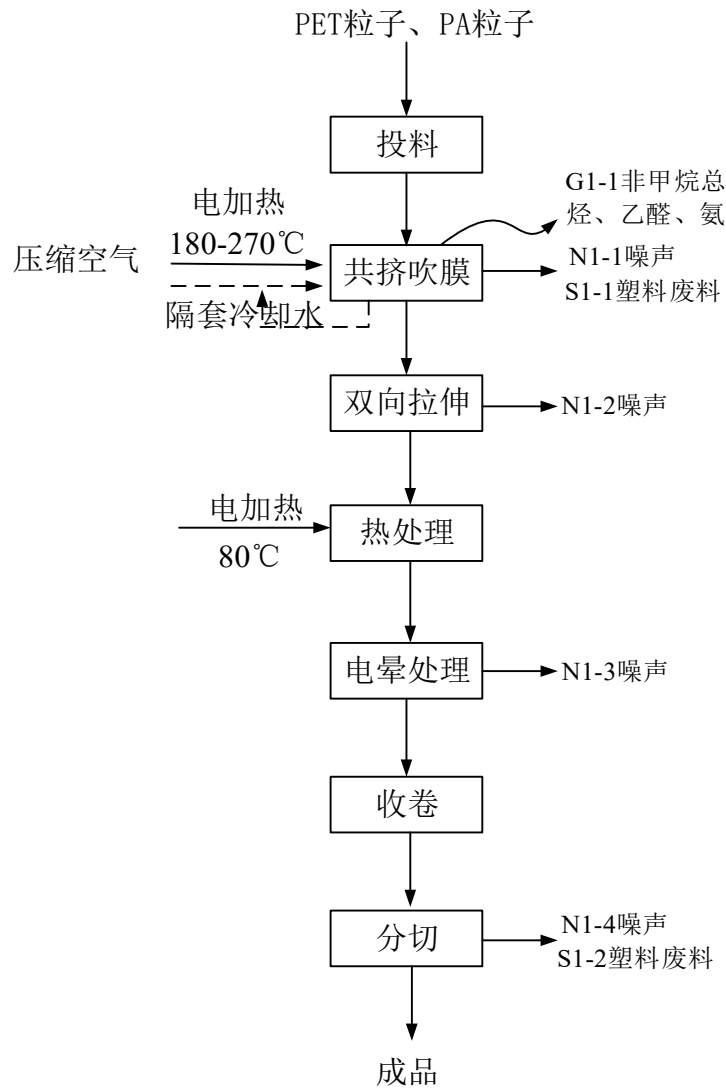 PET粒子、PA粒子
投料
G1-1非甲烷总
烃、乙醛、氨
电加热
180-270℃
压缩空气
共挤吹膜
N1-1噪声
S1-1塑料废料
隔套冷却水
双向拉伸
N1-2噪声
电加热
80℃
热处理
电晕处理
N1-3噪声
收卷
分切
N1-4噪声
S1-2塑料废料
成品